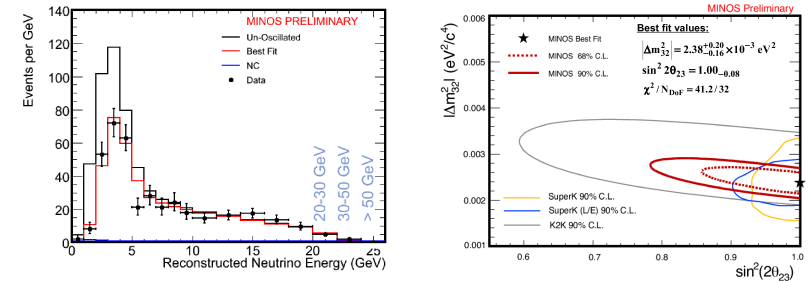 MINOS PRELIMINARY
Un-Oscillated
Best Fit
NC
Data
Events per GeV
140
120
100
80
60
40
20
0
20-30 GeV
30-50 GeV
> 50 GeV
0 5 10 15 20 25
Reconstructed Neutrino Energy (GeV)
MINOS Preliminary
|Δm²₃₂| (eV²/c⁴)
0.006
0.005
0.004
0.003
0.002
0.001
MINOS Best Fit
MINOS 68% C.L.
MINOS 90% C.L.
Best fit values:
|Δm²₃₂| = 2.38 +0.20 −0.16 ×10⁻³ eV²
sin² 2θ₂₃ = 1.00₋₀.₀₈
χ² / N_DoF = 41.2 / 32
SuperK 90% C.L.
SuperK (L/E) 90% C.L.
K2K 90% C.L.
0.6 0.7 0.8 0.9 1.0
sin²(2θ₂₃)